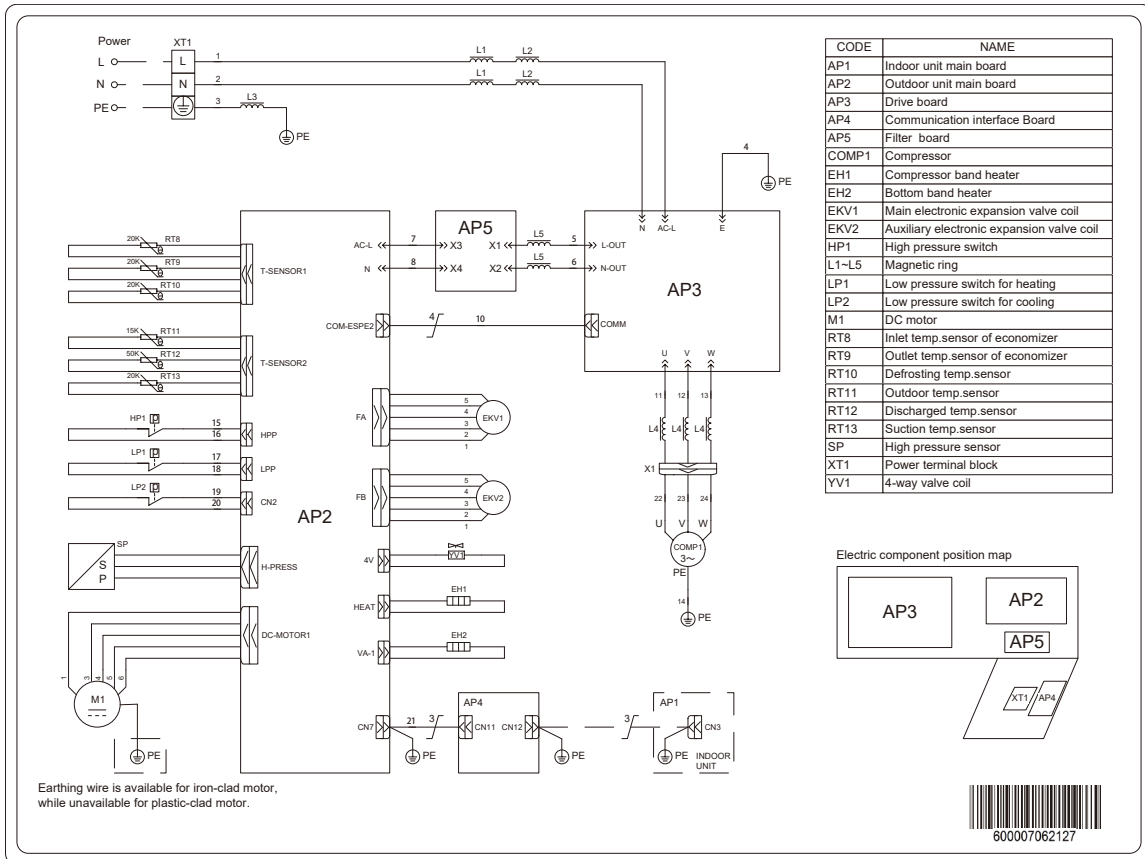 Power
XT1
L
L
1
L1
L2
N
N
2
L1
L2
PE
3
L3
PE
4
PE
CODE NAME
AP1 Indoor unit main board
AP2 Outdoor unit main board
AP3 Drive board
AP4 Communication interface Board
AP5 Filter board
COMP1 Compressor
EH1 Compressor band heater
EH2 Bottom band heater
EKV1 Main electronic expansion valve coil
EKV2 Auxiliary electronic expansion valve coil
HP1 High pressure switch
L1~L5 Magnetic ring
LP1 Low pressure switch for heating
LP2 Low pressure switch for cooling
M1 DC motor
RT8 Inlet temp.sensor of economizer
RT9 Outlet temp.sensor of economizer
RT10 Defrosting temp.sensor
RT11 Outdoor temp.sensor
RT12 Discharged temp.sensor
RT13 Suction temp.sensor
SP High pressure sensor
XT1 Power terminal block
YV1 4-way valve coil
20K RT8
20K RT9
20K RT10
T-SENSOR1
15K RT11
50K RT12
20K RT13
T-SENSOR2
HP1 P
15
16
HPP
LP1 P
17
18
LPP
LP2 P
19
20
CN2
SP
S
P
H-PRESS
DC-MOTOR1
1
3
4
5
6
M1
PE
AP2
AC-L
7
X3
N
8
X4
AP5
X1
L5
5
L-OUT
X2
L5
6
N-OUT
N
AC-L
E
AP3
COM-ESPE2
4
10
COMM
FA
5
4
3
2
1
EKV1
FB
5
4
3
2
1
EKV2
4V
YV1
HEAT
EH1
VA-1
EH2
U
V
W
11
12
13
L4
L4
L4
X1
22
23
24
U
V
W
COMP1
3~
PE
14
PE
CN7
21
3
PE
AP4
CN11
CN12
PE
3
AP1
CN3
PE
INDOOR
UNIT
Electric component position map
AP3
AP2
AP5
XT1
AP4
Earthing wire is available for iron-clad motor,
while unavailable for plastic-clad motor.
600007062127